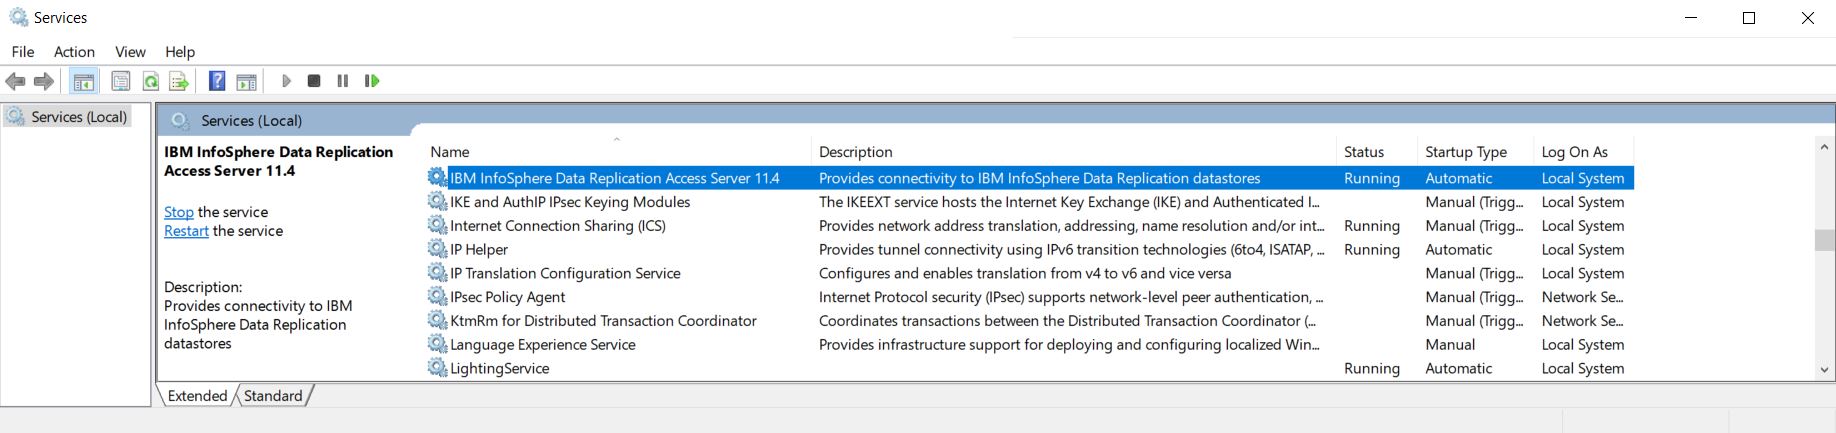 Services
File Action View Help
Services (Local)
Services (Local)
IBM InfoSphere Data Replication
Access Server 11.4
Stop the service
Restart the service
Description:
Provides connectivity to IBM
InfoSphere Data Replication
datastores
Name Description Status Startup Type Log On As
IBM InfoSphere Data Replication Access Server 11.4 Provides connectivity to IBM InfoSphere Data Replication datastores Running Automatic Local System
IKE and AuthIP IPsec Keying Modules The IKEEXT service hosts the Internet Key Exchange (IKE) and Authenticated I... Manual (Trigg... Local System
Internet Connection Sharing (ICS) Provides network address translation, addressing, name resolution and/or int... Running Manual (Trigg... Local System
IP Helper Provides tunnel connectivity using IPv6 transition technologies (6to4, ISATAP, ... Running Automatic Local System
IP Translation Configuration Service Configures and enables translation from v4 to v6 and vice versa Manual (Trigg... Local System
IPsec Policy Agent Internet Protocol security (IPsec) supports network-level peer authentication, ... Manual (Trigg... Network Se...
KtmRm for Distributed Transaction Coordinator Coordinates transactions between the Distributed Transaction Coordinator (... Manual (Trigg... Network Se...
Language Experience Service Provides infrastructure support for deploying and configuring localized Win... Manual Local System
LightingService Running Automatic Local System
Extended Standard